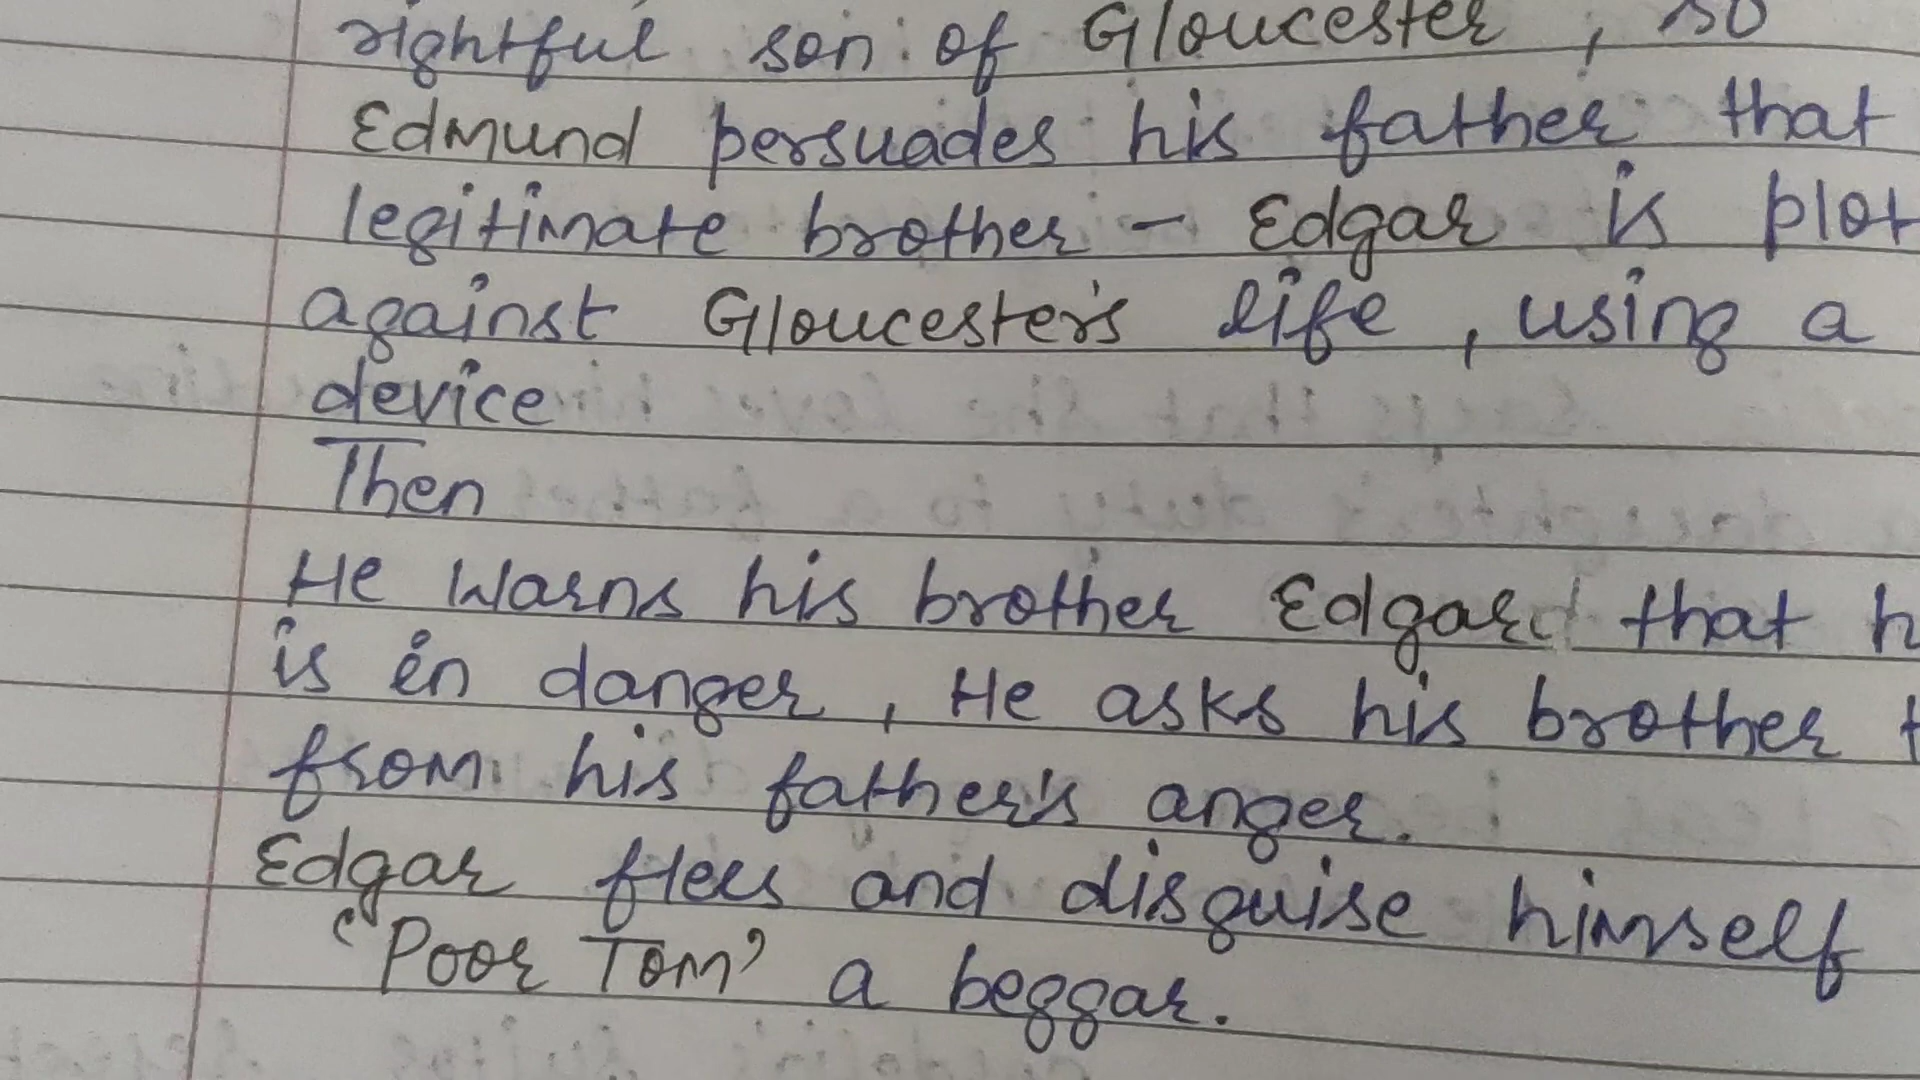 rightful son of Gloucester, so
Edmund persuades his father that
legitimate brother - Edgar is plot
against Gloucester's life, using a
device
Then
He warns his brother Edgar that h
is in danger, He asks his brother t
from his father's anger.
Edgar flees and disguise himself
"Poor Tom' a beggar.